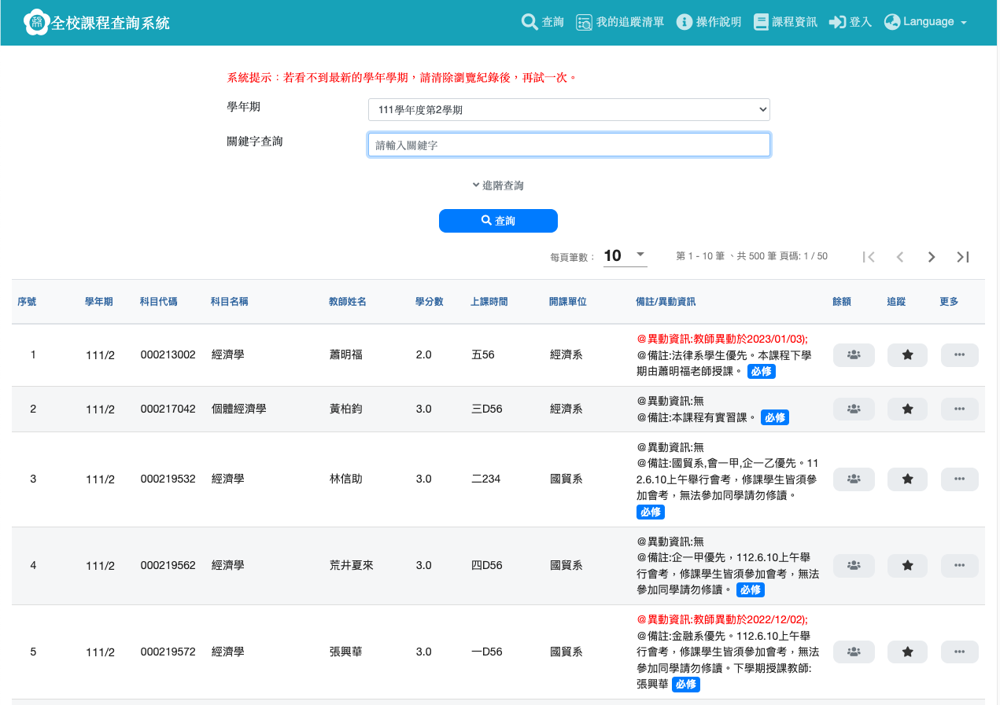 全校課程查詢系統 查詢 我的追蹤清單 操作說明 課程資訊 登入 Language
系統提示：若看不到最新的學年學期，請清除瀏覽紀錄後，再試一次。
學年期 111學年度第2學期
關鍵字查詢 請輸入關鍵字
進階查詢
查詢
每頁筆數： 10 第 1 - 10 筆 、共 500 筆 頁碼: 1 / 50
序號 學年期 科目代碼 科目名稱 教師姓名 學分數 上課時間 開課單位 備註/異動資訊 餘額 追蹤 更多
1 111/2 000213002 經濟學 蕭明福 2.0 五56 經濟系
@異動資訊:教師異動於2023/01/03);
@備註:法律系學生優先。本課程下學
期由蕭明福老師授課。 必修
2 111/2 000217042 個體經濟學 黃柏鈞 3.0 三D56 經濟系
@異動資訊:無
@備註:本課程有實習課。 必修
3 111/2 000219532 經濟學 林信助 3.0 二234 國貿系
@異動資訊:無
@備註:國貿系,會一甲,企一乙優先。11
2.6.10上午舉行會考，修課學生皆須參
加會考，無法參加同學請勿修讀。
必修
4 111/2 000219562 經濟學 荒井夏來 3.0 四D56 國貿系
@異動資訊:無
@備註:企一甲優先，112.6.10上午舉
行會考，修課學生皆須參加會考，無法
參加同學請勿修讀。 必修
5 111/2 000219572 經濟學 張興華 3.0 一D56 國貿系
@異動資訊:教師異動於2022/12/02);
@備註:金融系優先。112.6.10上午舉
行會考，修課學生皆須參加會考，無法
參加同學請勿修讀。下學期授課教師:
張興華 必修